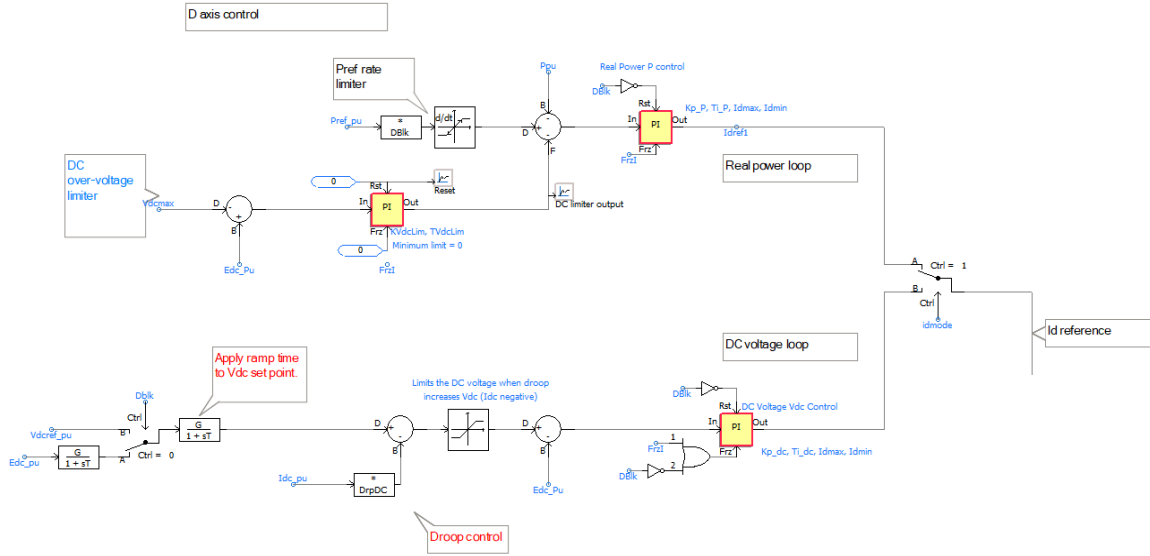 D axis control
Pref rate
limiter
Ppu
Real Power P control
DBlk
Rst
Kp_P, Ti_P, Idmax, Idmin
Pref_pu
*
DBlk
d/dt
D
+
B
-
-
F
In
PI
Out
Frz
FrzI
Idref1
Real power loop
DC
over-voltage
limiter
Vdcmax
D
-
+
B
Edc_Pu
0
Rst
Reset
In
PI
Out
Frz
KVdcLim, TVdcLim
Minimum limit = 0
0
FrzI
DC limiter output
A
Ctrl = 1
B
Ctrl
idmode
Id reference
DC voltage loop
Apply ramp time
to Vdc set point.
Dblk
Ctrl
Vdcref_pu
B
A
Ctrl = 0
Edc_pu
G
1 + sT
G
1 + sT
Limits the DC voltage when droop
increases Vdc (Idc negative)
D
+
-
B
Idc_pu
*
DrpDC
Droop control
D
+
-
B
Edc_Pu
DBlk
Rst
DC Voltage Vdc Control
In
PI
Out
Frz
FrzI
1
2
DBlk
Kp_dc, Ti_dc, Idmax, Idmin